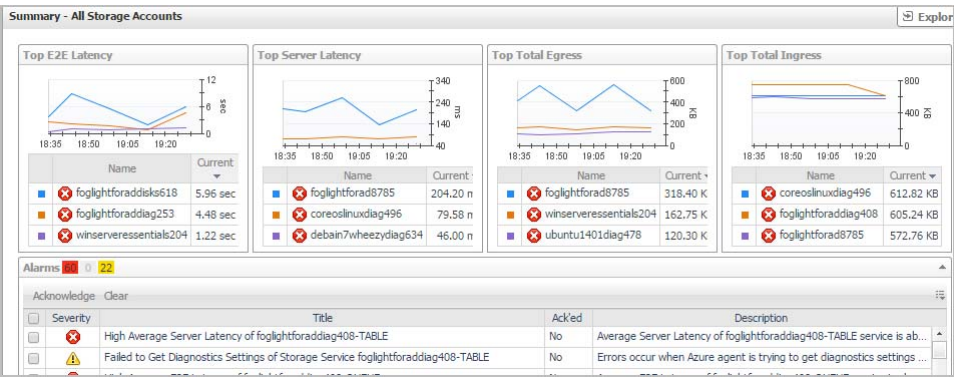 Summary - All Storage Accounts
Explor
Top E2E Latency
12
6
0
sec
18:35 18:50 19:05 19:20
Name Current
foglightforaddisks618 5.96 sec
foglightforaddiag253 4.48 sec
winserveressentials204 1.22 sec
Top Server Latency
340
240
140
40
ms
18:35 18:50 19:05 19:20
Name Current
foglightforad8785 204.20 m
coreoslinuxdiag496 79.58 m
debain7wheezydiag634 46.00 m
Top Total Egress
600
400
200
0
KB
18:35 18:50 19:05 19:20
Name Current
foglightforad8785 318.40 K
winserveressentials204 162.75 K
ubuntu1401diag478 120.30 K
Top Total Ingress
800
400
0
KB
18:35 18:50 19:05 19:20
Name Current
coreoslinuxdiag496 612.82 KB
foglightforaddiag408 605.24 KB
foglightforad8785 572.76 KB
Alarms 60 0 22
Acknowledge Clear
Severity Title Ack'ed Description
High Average Server Latency of foglightforaddiag408-TABLE No Average Server Latency of foglightforaddiag408-TABLE service is ab...
Failed to Get Diagnostics Settings of Storage Service foglightforaddiag408-TABLE No Errors occur when Azure agent is trying to get diagnostics settings ...